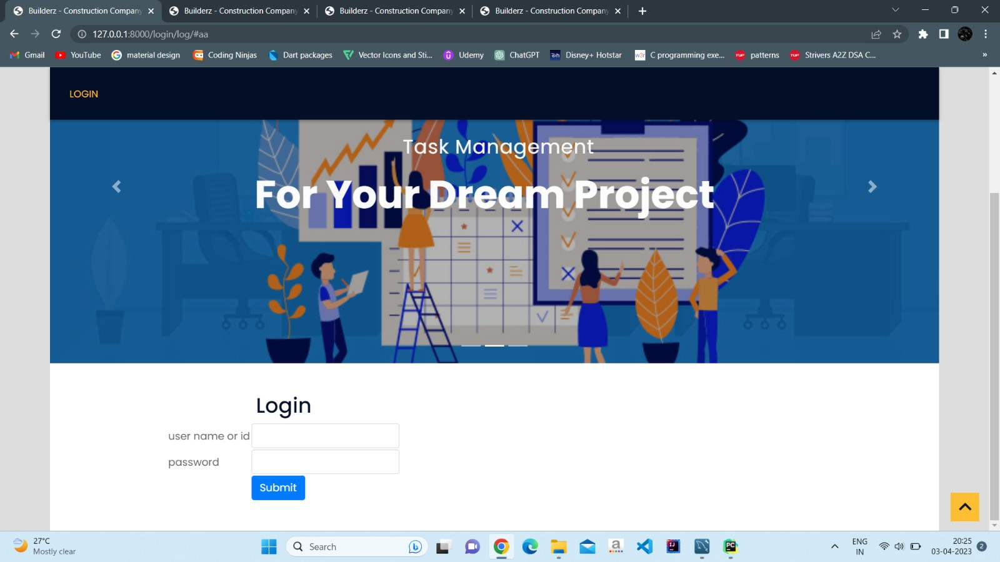 Builderz - Construction Company
Builderz - Construction Company
Builderz - Construction Company
Builderz - Construction Company
127.0.0.1:8000/login/log/#aa
Gmail
YouTube
material design
Coding Ninjas
Dart packages
Vector Icons and Sti...
Udemy
ChatGPT
Disney+ Hotstar
C programming exe...
patterns
Strivers A2Z DSA C...
»
LOGIN
Task Management
For Your Dream Project
Login
user name or id
password
Submit
27°C
Mostly clear
Search
ENG
IN
20:25
03-04-2023
2